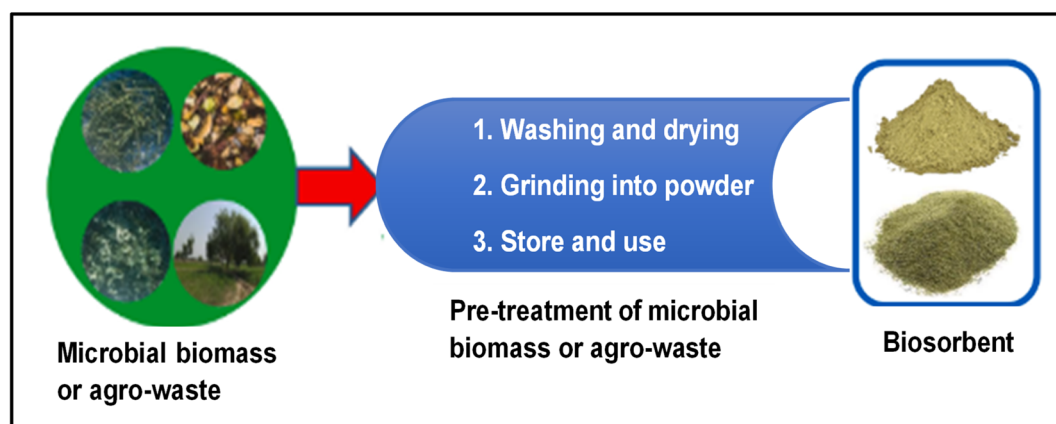 1. Washing and drying
2. Grinding into powder
3. Store and use
Microbial biomass
or agro-waste
Pre-treatment of microbial
biomass or agro-waste
Biosorbent